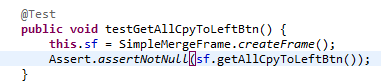 @Test
public void testGetAllCpyToLeftBtn() {
this.sf = SimpleMergeFrame.createFrame();
Assert.assertNotNull(sf.getAllCpyToLeftBtn());
}